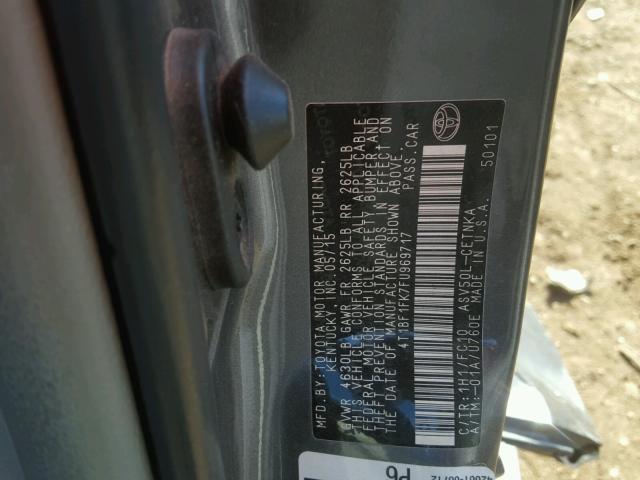 MFD.BY:TOYOTA MOTOR MANUFACTURING,
KENTUCKY, INC. 05/15
GVWR 4630LB GAWR FR 2625LB RR 2625LB
THIS VEHICLE CONFORMS TO ALL APPLICABLE
FEDERAL MOTOR VEHICLE SAFETY, BUMPER,AND
THEFT PREVENTION STANDARDS IN EFFECT ON
THE DATE OF MANUFACTURE SHOWN ABOVE.
4T1BF1FK7FU969717 PASS.CAR
C/TR:1H1/FC10 ASV50L-CETNKA
A/TM:-01A/U760E MADE IN U.S.A.
50101
P6